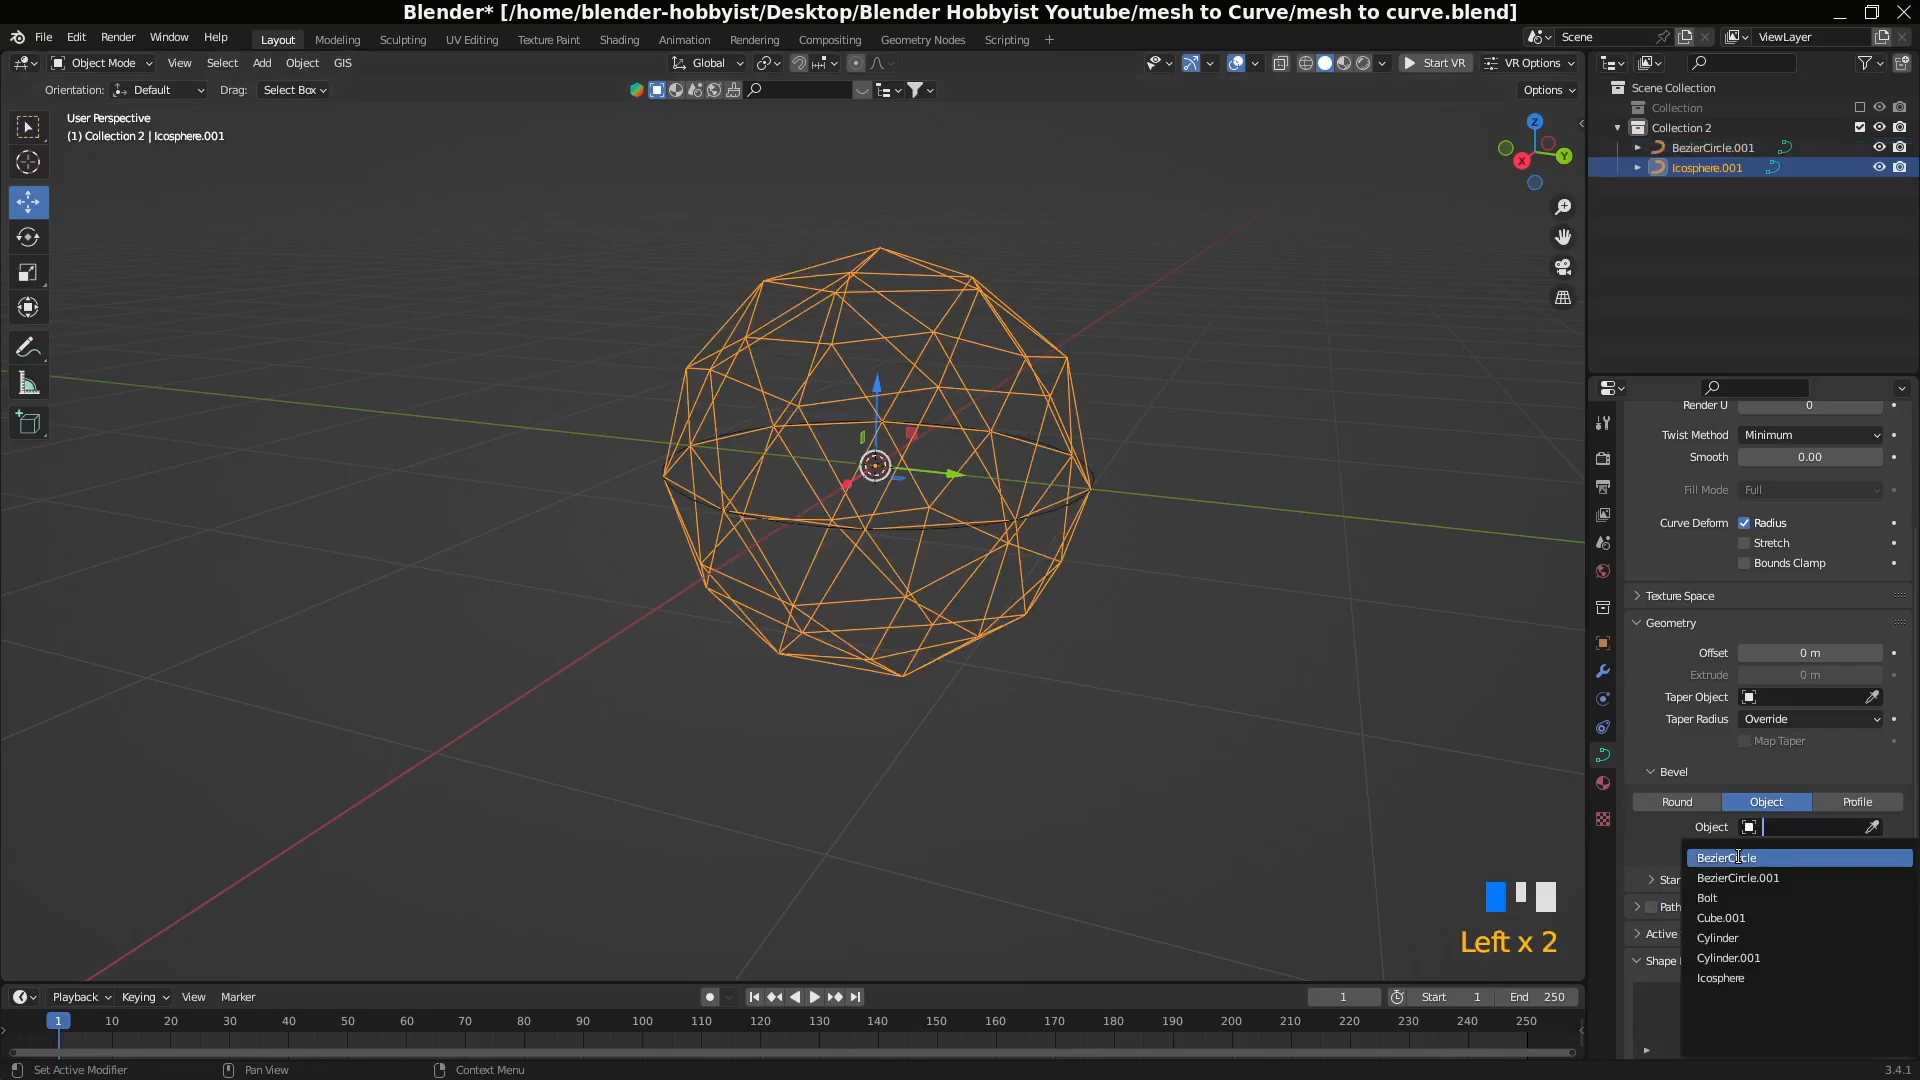 Blender* [/home/blender-hobbyist/Desktop/Blender Hobbyist Youtube/mesh to Curve/mesh to curve.blend]
File Edit Render Window Help Layout Modeling Sculpting UV Editing Texture Paint Shading Animation Rendering Compositing Geometry Nodes Scripting + Scene ViewLayer
Object Mode View Select Add Object GIS Global Start VR VR Options
Orientation: Default Drag: Select Box Options
User Perspective
(1) Collection 2 | Icosphere.001
Z
Y
X
Scene Collection
Collection
Collection 2
BezierCircle.001
Icosphere.001
Render U 0
Twist Method Minimum
Smooth 0.00
Fill Mode Full
Curve Deform Radius
Stretch
Bounds Clamp
Texture Space
Geometry
Offset 0 m
Extrude 0 m
Taper Object
Taper Radius Override
Map Taper
Bevel
Round Object Profile
Object
BezierCircle
BezierCircle.001
Bolt
Cube.001
Cylinder
Cylinder.001
Icosphere
Star
Path
Active
Shape
Left x 2
Playback Keying View Marker 1 Start 1 End 250
1 10 20 30 40 50 60 70 80 90 100 110 120 130 140 150 160 170 180 190 200 210 220 230 240 250
Set Active Modifier Pan View Context Menu 3.4.1